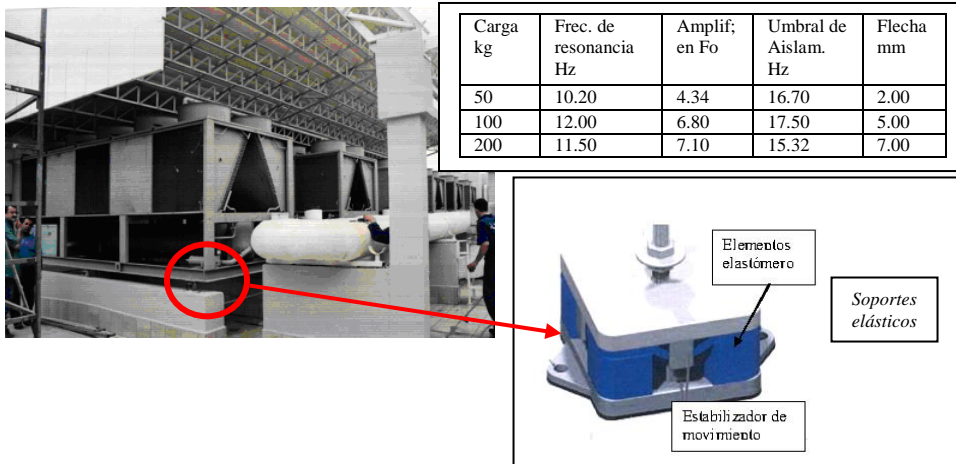 Carga kg
Frec. de resonancia Hz
Amplif; en Fo
Umbral de Aislam. Hz
Flecha mm
50 10.20 4.34 16.70 2.00
100 12.00 6.80 17.50 5.00
200 11.50 7.10 15.32 7.00
Elementos
elastómero
Soportes
elásticos
Estabilizador de
movimiento